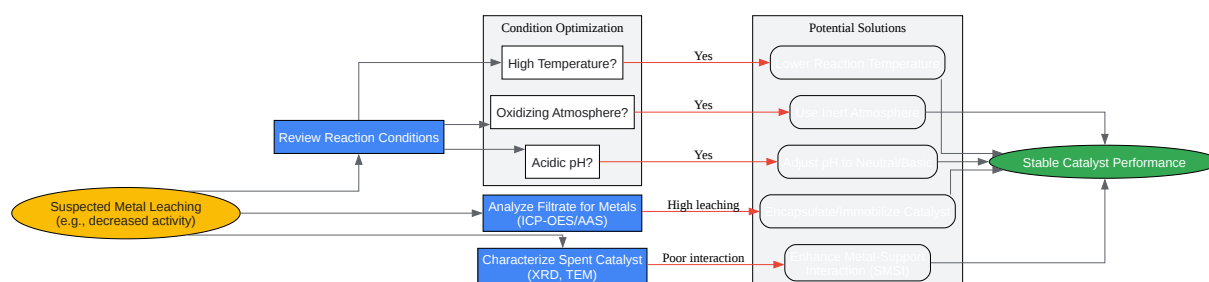 Condition Optimization
Potential Solutions
High Temperature?
Yes
Lower Reaction Temperature
Oxidizing Atmosphere?
Yes
Use Inert Atmosphere
Review Reaction Conditions
Acidic pH?
Yes
Adjust pH to Neutral/Basic
Stable Catalyst Performance
Suspected Metal Leaching
(e.g., decreased activity)
Analyze Filtrate for Metals
(ICP-OES/AAS)
High leaching
Encapsulate/Immobilize Catalyst
Characterize Spent Catalyst
(XRD, TEM)
Poor interaction
Enhance Metal-Support
Interaction (SMSI)